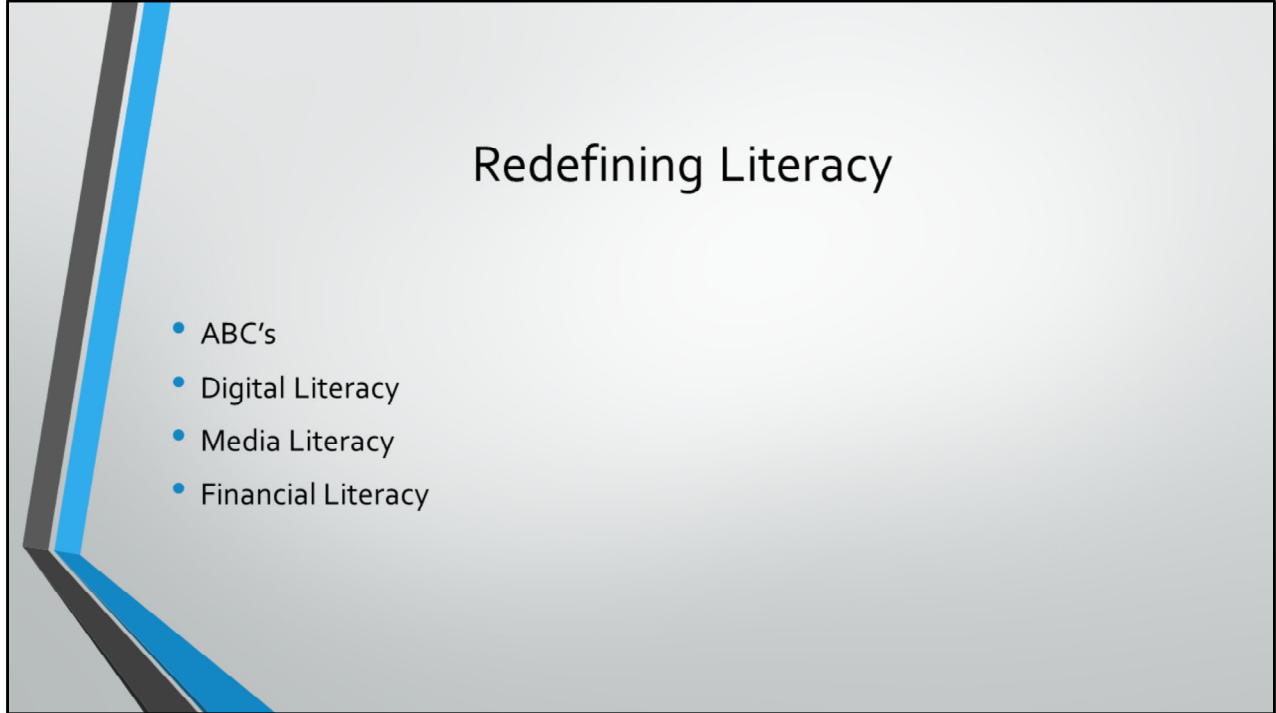 Redefining Literacy
• ABC’s
• Digital Literacy
• Media Literacy
• Financial Literacy